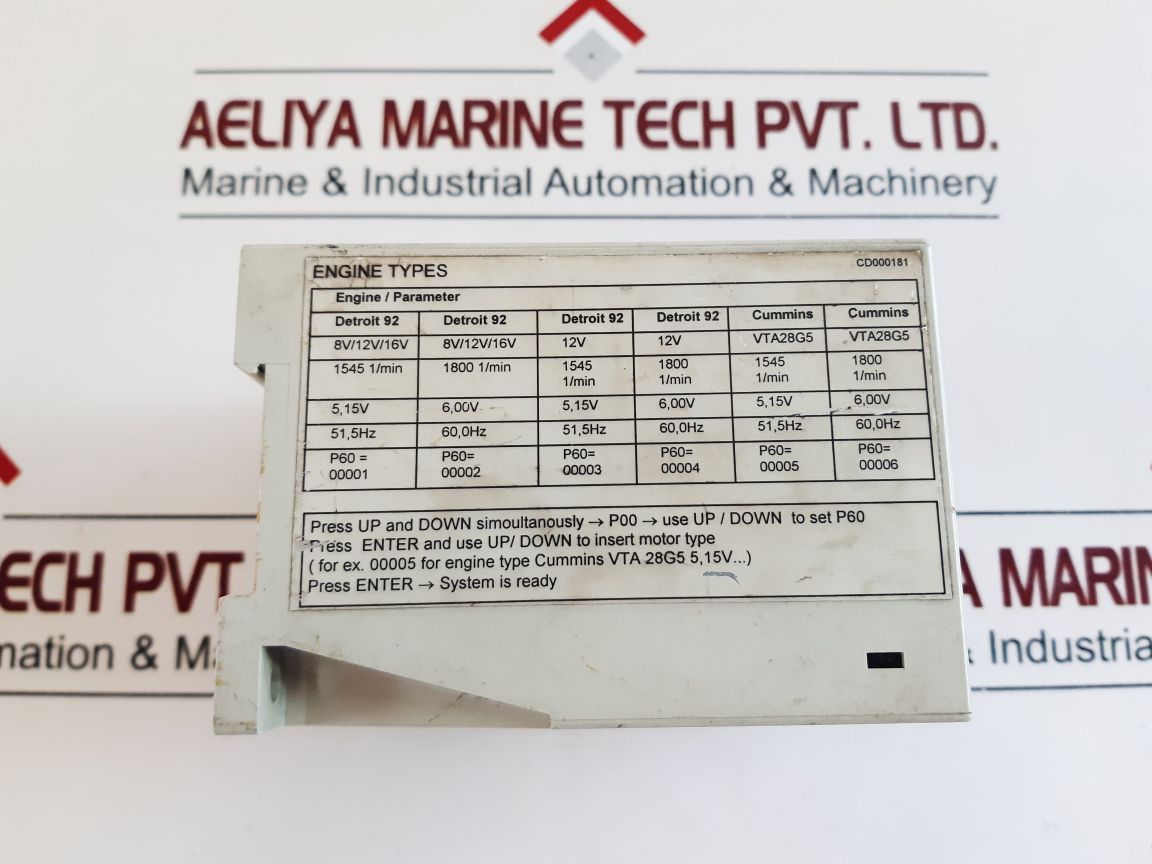 AELIYA MARINE TECH PVT. LTD.
Marine & Industrial Automation & Machinery
ENGINE TYPES CD000181
Engine / Parameter
Detroit 92 Detroit 92 Detroit 92 Detroit 92 Cummins Cummins
8V/12V/16V 8V/12V/16V 12V 12V VTA28G5 VTA28G5
1545 1/min 1800 1/min 1545 1/min 1800 1/min 1545 1/min 1800 1/min
5,15V 6,00V 5,15V 6,00V 5,15V 6,00V
51,5Hz 60,0Hz 51,5Hz 60,0Hz 51,5Hz 60,0Hz
P60 = 00001 P60= 00002 P60= 00003 P60= 00004 P60= 00005 P60= 00006
Press UP and DOWN simoultanously → P00 → use UP / DOWN to set P60
Press ENTER and use UP/ DOWN to insert motor type
( for ex. 00005 for engine type Cummins VTA 28G5 5,15V...)
Press ENTER → System is ready
ECH PVT
mation & M
A MARIN
Industria